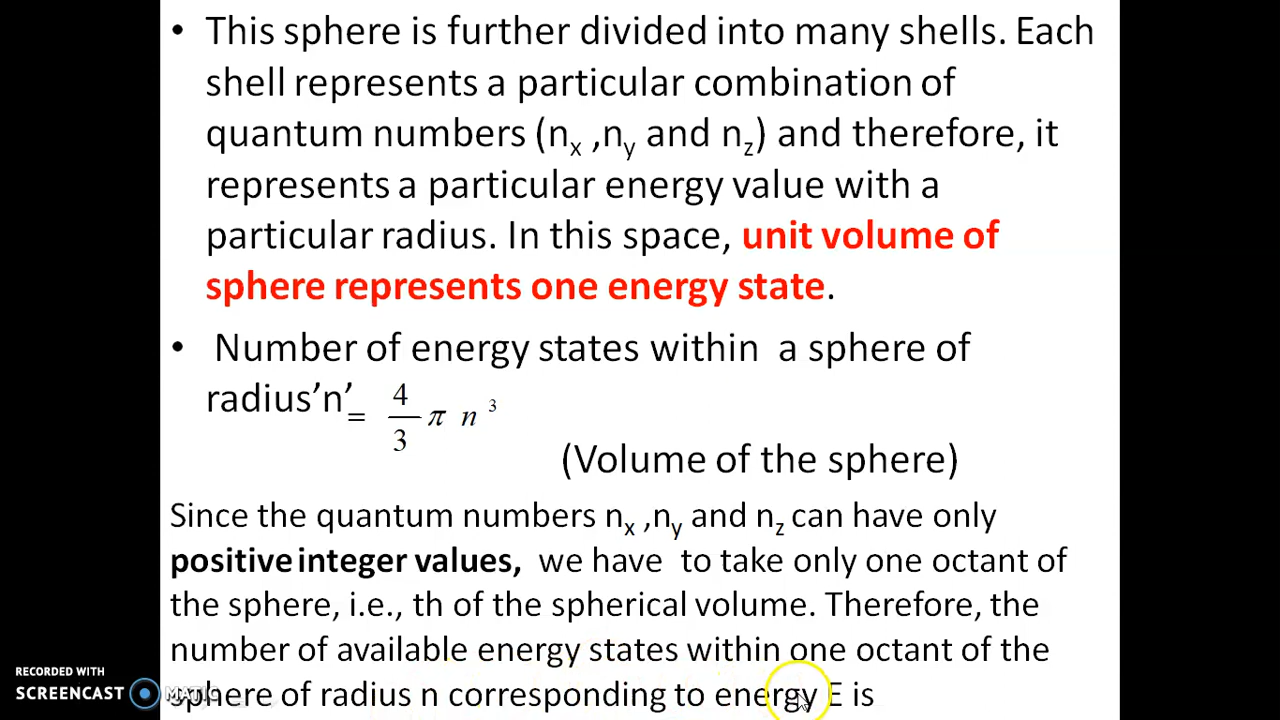 • This sphere is further divided into many shells. Each
shell represents a particular combination of
quantum numbers (nx ,ny and nz) and therefore, it
represents a particular energy value with a
particular radius. In this space, unit volume of
sphere represents one energy state.
• Number of energy states within a sphere of
radius’n’= 4/3 π n 3
(Volume of the sphere)
Since the quantum numbers nx ,ny and nz can have only
positive integer values, we have to take only one octant of
the sphere, i.e., th of the spherical volume. Therefore, the
number of available energy states within one octant of the
sphere of radius n corresponding to energy E is
RECORDED WITH
SCREENCAST MATIC